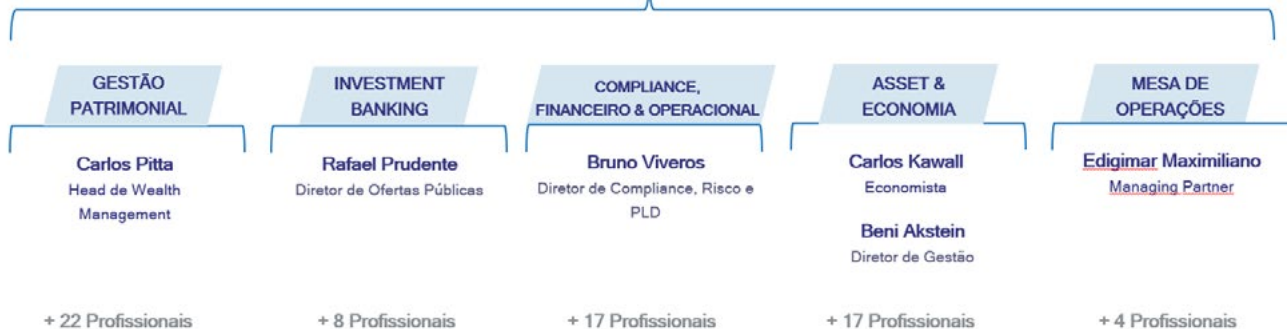 GESTÃO
PATRIMONIAL
Carlos Pitta
Head de Wealth
Management
+ 22 Profissionais
INVESTMENT
BANKING
Rafael Prudente
Diretor de Ofertas Públicas
+ 8 Profissionais
COMPLIANCE,
FINANCEIRO & OPERACIONAL
Bruno Viveros
Diretor de Compliance, Risco e
PLD
+ 17 Profissionais
ASSET &
ECONOMIA
Carlos Kawall
Economista
Beni Akstein
Diretor de Gestão
+ 17 Profissionais
MESA DE
OPERAÇÕES
Edigimar Maximiliano
Managing Partner
+ 4 Profissionais